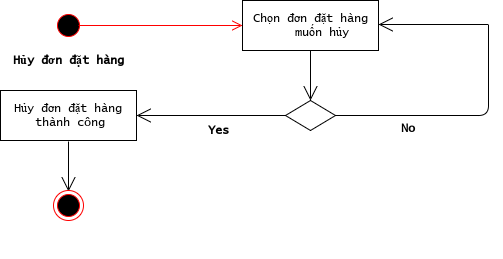 Chọn đơn đặt hàng
muốn hủy
Hủy đơn đặt hàng
Hủy đơn đặt hàng
thành công
Yes
No